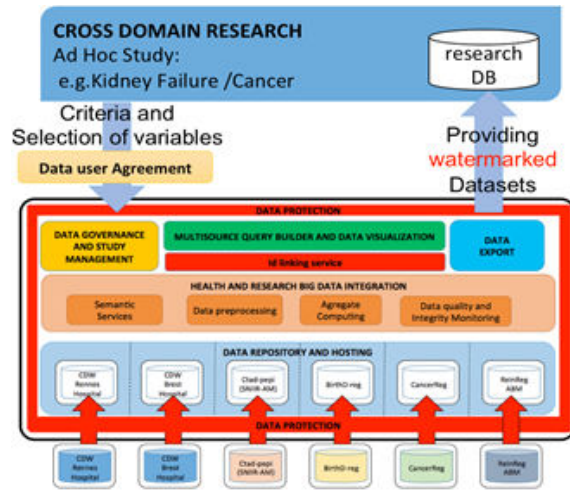 CROSS DOMAIN RESEARCH
Ad Hoc Study:
e.g.Kidney Failure /Cancer
research
DB
Criteria and
Selection of variables
Data user Agreement
Providing
watermarked
Datasets
DATA PROTECTION
DATA GOVERNANCE
AND STUDY
MANAGEMENT
MULTISOURCE QUERY BUILDER AND DATA VISUALIZATION
Id linking service
DATA
EXPORT
HEALTH AND RESEARCH BIG DATA INTEGRATION
Semantic
Services
Data preprocessing
Agregate
Computing
Data quality and
Integrity Monitoring
DATA REPOSITORY AND HOSTING
CDW
Rennes
Hospital
CDW
Brest
Hospital
Ctad-pepi
(SNIR-AM)
BirthD-reg
CancerReg
ReinReg
ABM
DATA PROTECTION
CDW
Rennes
Hospital
CDW
Brest
Hospital
Ctad-pepi
(SNIR-AM)
BirthD-reg
CancerReg
ReinReg
ABM